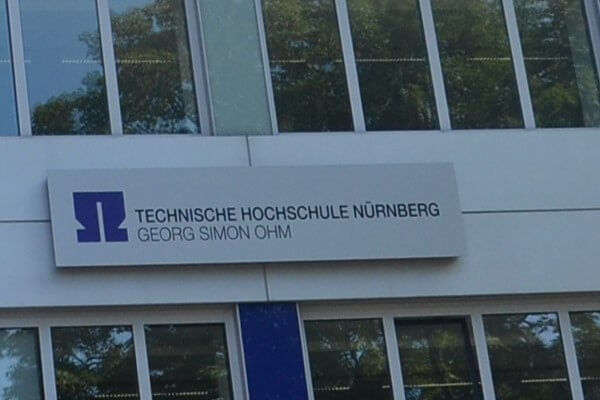 TECHNISCHE HOCHSCHULE NÜRNBERG
GEORG SIMON OHM